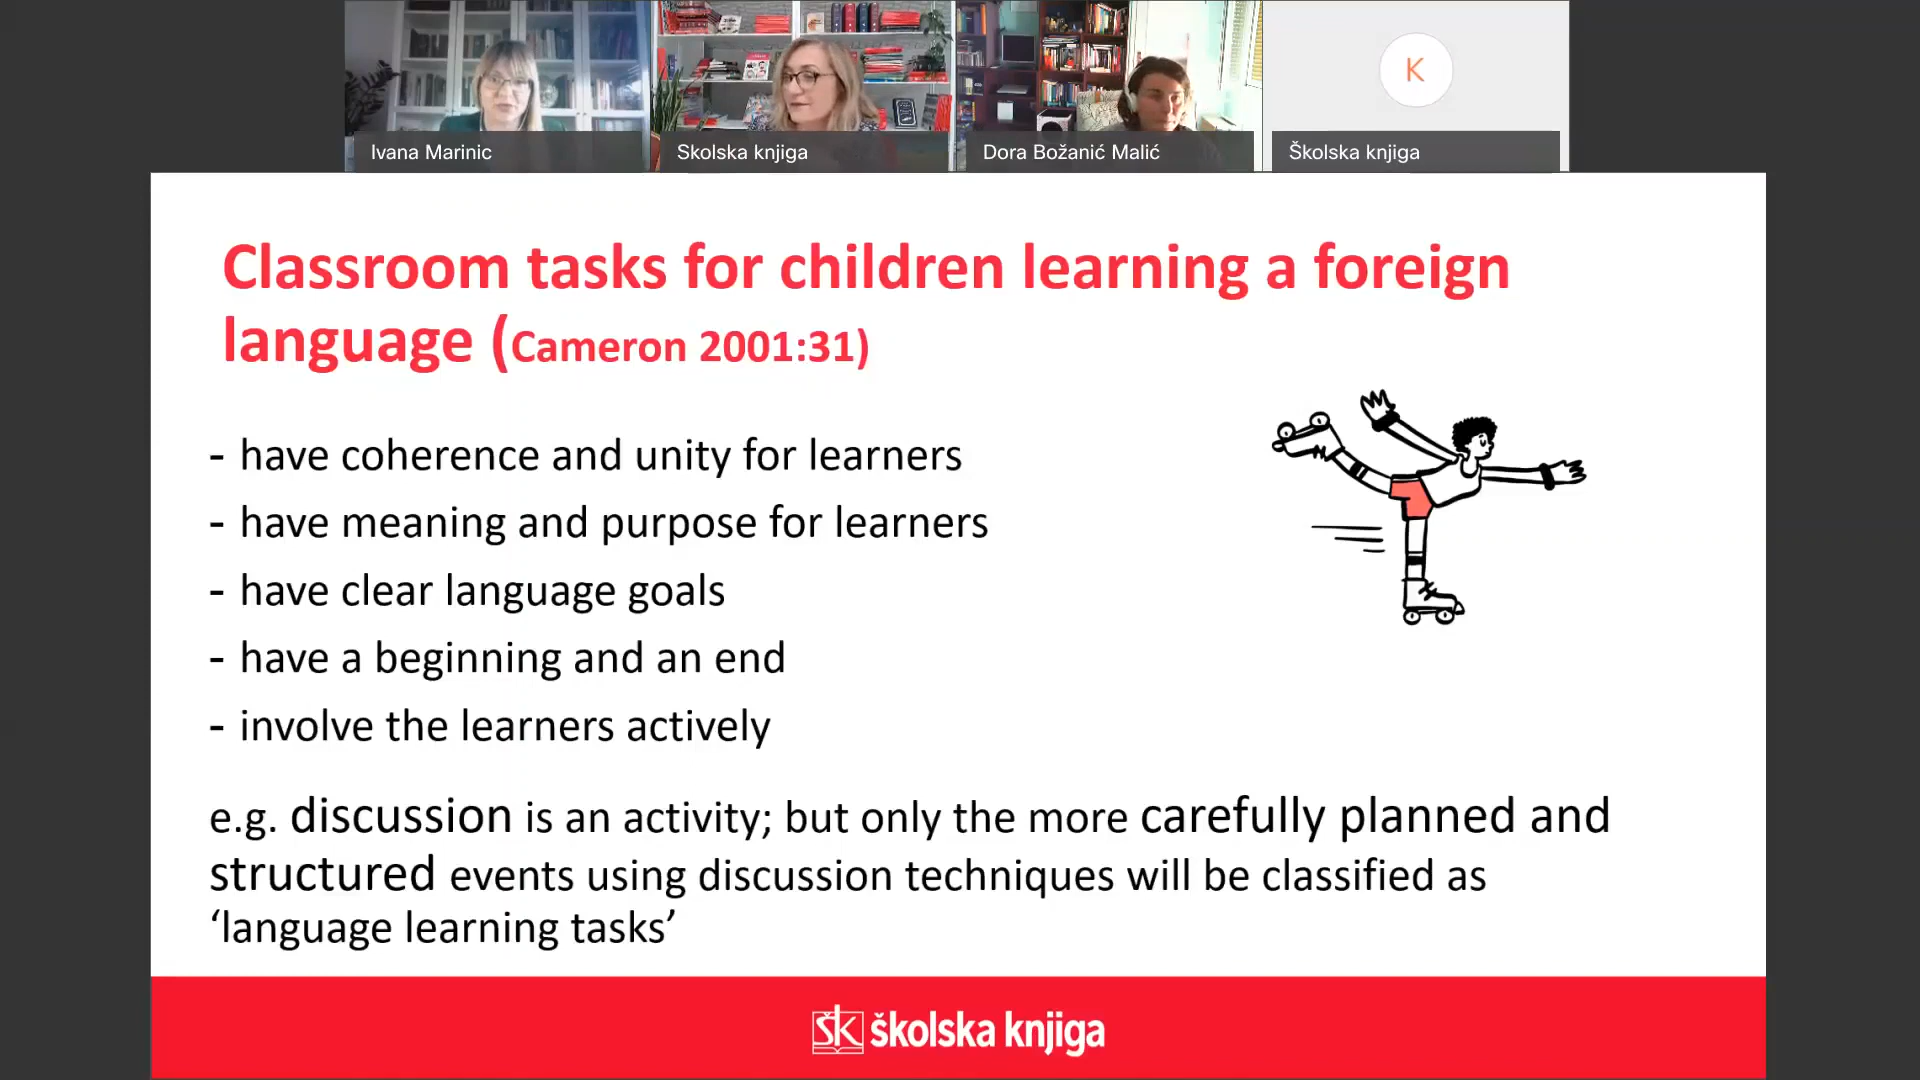 Ivana Marinic
Skolska knjiga
Dora Božanić Malić
K
Školska knjiga
Classroom tasks for children learning a foreign
language (Cameron 2001:31)
- have coherence and unity for learners
- have meaning and purpose for learners
- have clear language goals
- have a beginning and an end
- involve the learners actively
e.g. discussion is an activity; but only the more carefully planned and
structured events using discussion techniques will be classified as
‘language learning tasks’
ŠK školska knjiga